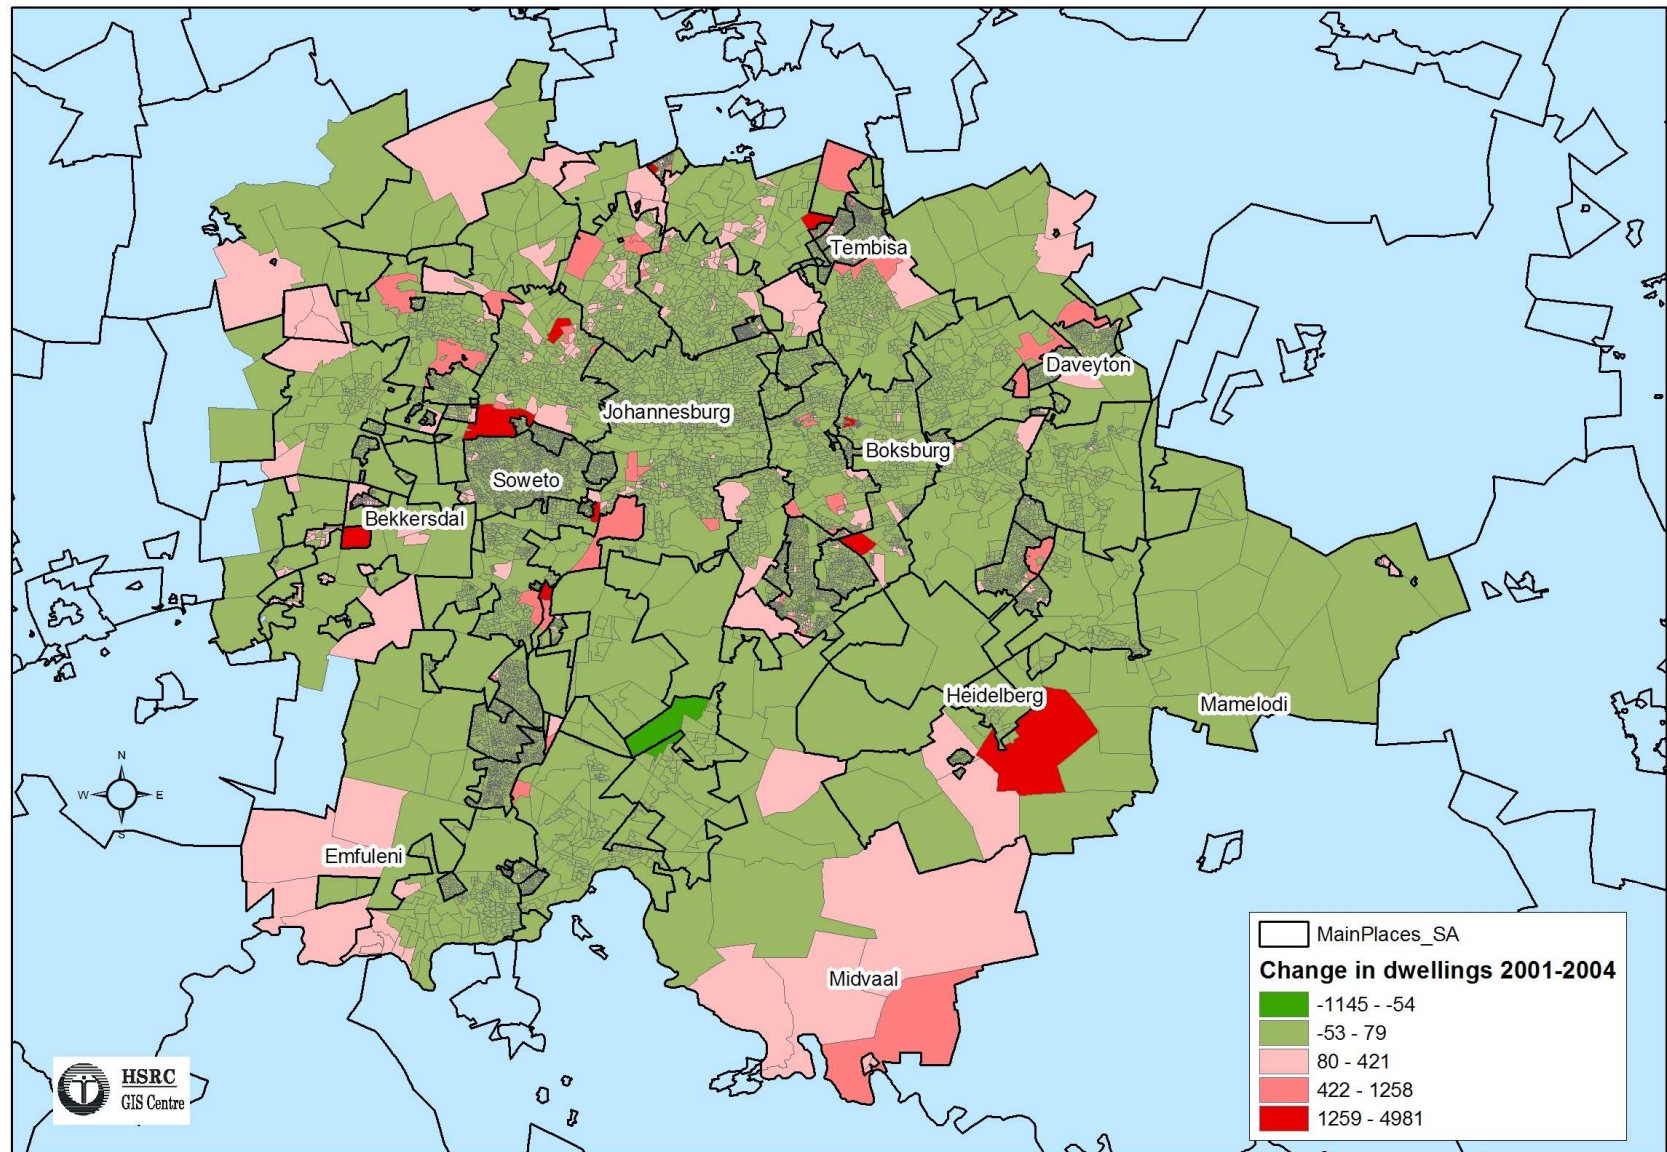 Tembisa
Daveyton
Johannesburg
Boksburg
Soweto
Bekkersdal
Heidelberg
Mamelodi
N
W E
S
Emfuleni
Midvaal
MainPlaces_SA
Change in dwellings 2001-2004
-1145 - -54
-53 - 79
80 - 421
422 - 1258
1259 - 4981
HSRC
GIS Centre